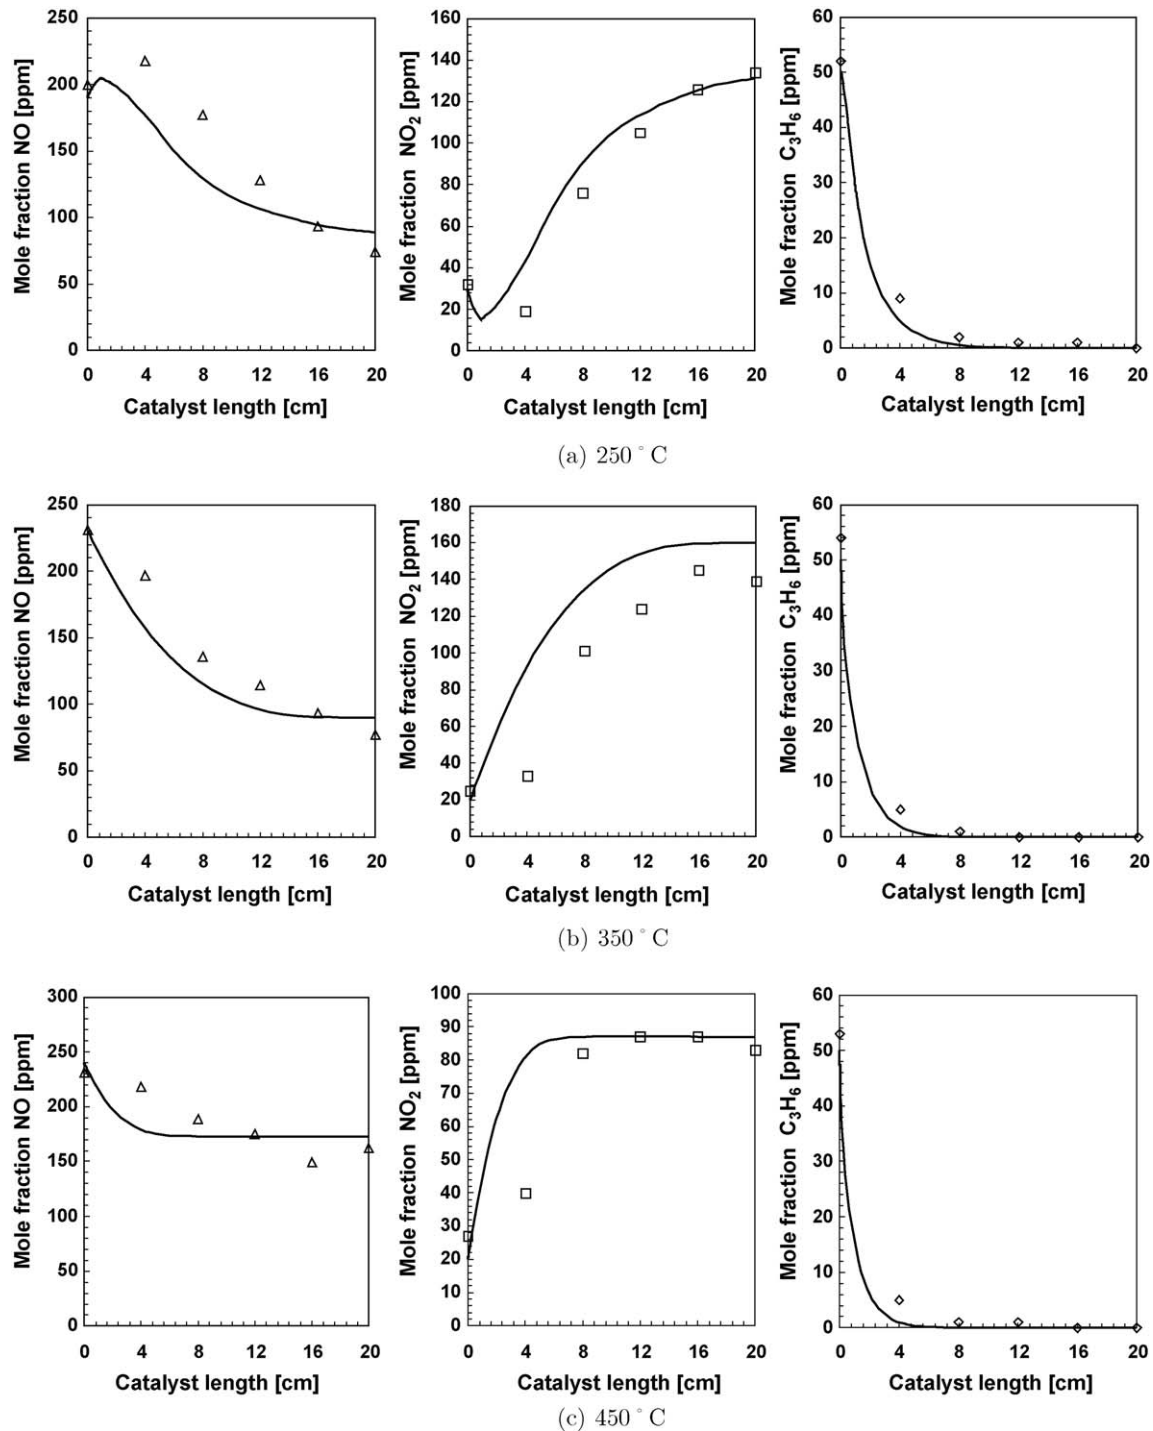 250
200
150
100
50
0
0 4 8 12 16 20
Mole fraction NO [ppm]
Catalyst length [cm]
160
140
120
100
80
60
40
20
0
0 4 8 12 16 20
Mole fraction NO₂ [ppm]
Catalyst length [cm]
60
50
40
30
20
10
0
0 4 8 12 16 20
Mole fraction C₃H₆ [ppm]
Catalyst length [cm]
(a) 250 °C
250
200
150
100
50
0
0 4 8 12 16 20
Mole fraction NO [ppm]
Catalyst length [cm]
180
160
140
120
100
80
60
40
20
0
0 4 8 12 16 20
Mole fraction NO₂ [ppm]
Catalyst length [cm]
60
50
40
30
20
10
0
0 4 8 12 16 20
Mole fraction C₃H₆ [ppm]
Catalyst length [cm]
(b) 350 °C
300
250
200
150
100
50
0
0 4 8 12 16 20
Mole fraction NO [ppm]
Catalyst length [cm]
100
90
80
70
60
50
40
30
20
10
0
0 4 8 12 16 20
Mole fraction NO₂ [ppm]
Catalyst length [cm]
60
50
40
30
20
10
0
0 4 8 12 16 20
Mole fraction C₃H₆ [ppm]
Catalyst length [cm]
(c) 450 °C